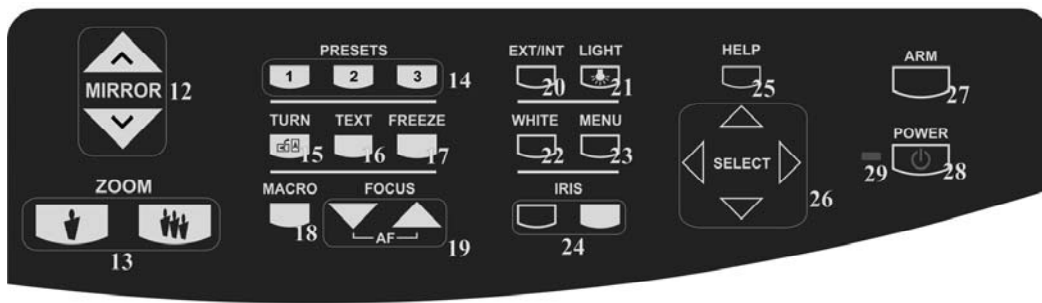 PRESETS
EXT/INT LIGHT
HELP
ARM
MIRROR 12
1 2 3 14
20 21
25
27
TURN TEXT FREEZE
WHITE MENU
POWER
A 15 16 17
22 23
SELECT
29 28
ZOOM
MACRO FOCUS
IRIS
26
18 AF 19
24
13